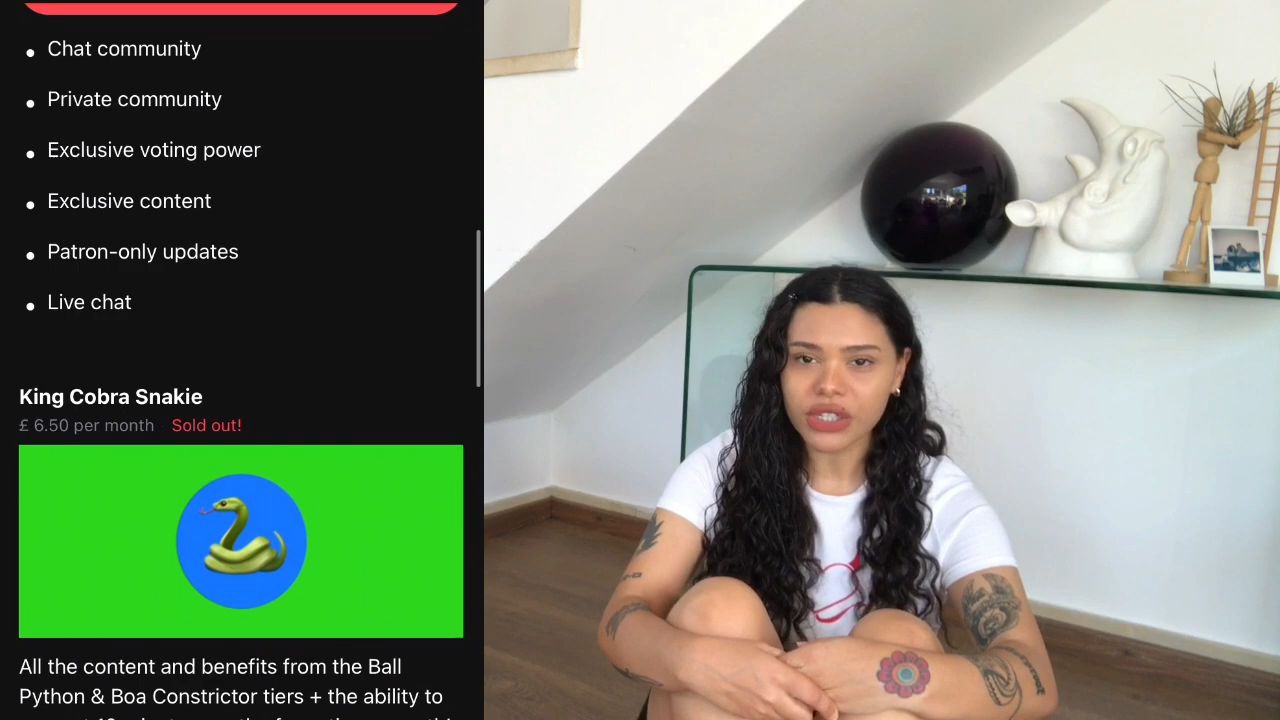 Chat community
Private community
Exclusive voting power
Exclusive content
Patron-only updates
Live chat
King Cobra Snakie
£ 6.50 per month Sold out!
All the content and benefits from the Ball
Python & Boa Constrictor tiers + the ability to